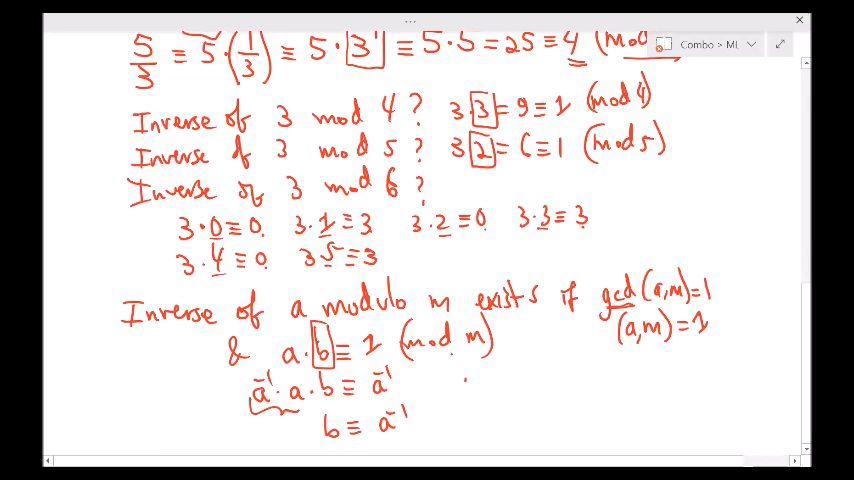 Combo > ML
5/3 ≡ 5·(1/3) ≡ 5·3⁻¹ ≡ 5·5 = 25 ≡ 4 (mod
Inverse of 3 mod 4? 3·3 = 9 ≡ 1 (mod 4)
Inverse of 3 mod 5? 3 2 = 6 ≡ 1 (mod 5)
Inverse of 3 mod 6?
3·0 ≡ 0. 3·1 ≡ 3 3·2 ≡ 0 3·3 ≡ 3
3·4 ≡ 0 3 5 ≡ 3
Inverse of a modulo m exists if gcd(a,m)=1
(a,m) = 1
& a·b ≡ 1 (mod m)
a⁻¹·a·b ≡ a⁻¹
b ≡ a⁻¹